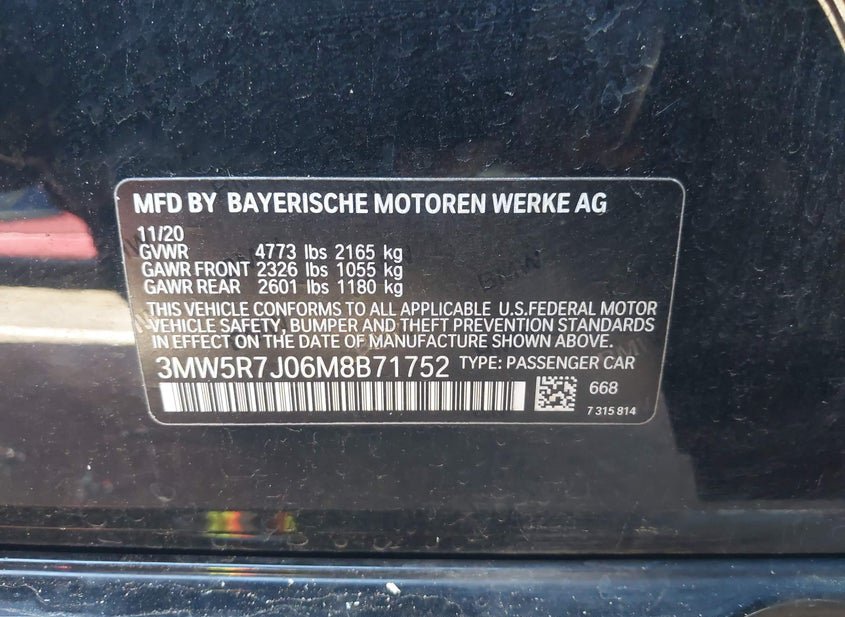 MFD BY BAYERISCHE MOTOREN WERKE AG
11/20
GVWR 4773 lbs 2165 kg
GAWR FRONT 2326 lbs 1055 kg
GAWR REAR 2601 lbs 1180 kg
THIS VEHICLE CONFORMS TO ALL APPLICABLE U.S.FEDERAL MOTOR
VEHICLE SAFETY, BUMPER AND THEFT PREVENTION STANDARDS
IN EFFECT ON THE DATE OF MANUFACTURE SHOWN ABOVE.
3MW5R7J06M8B71752 TYPE: PASSENGER CAR
668
7 315 814